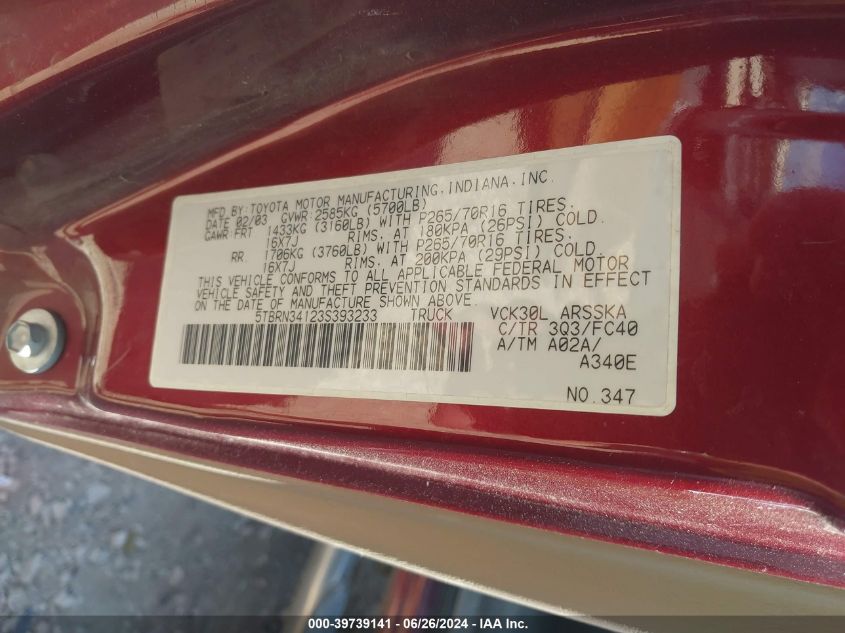 MFD BY:TOYOTA MOTOR MANUFACTURING,INDIANA,INC.
DATE 02/03 GVWR:2585KG (5700LB)
GAWR:FRT 1433KG (3160LB) WITH P265/70R16 TIRES:
16X7J RIMS, AT 180KPA (26PSI) COLD.
RR 1706KG (3760LB) WITH P265/70R16 TIRES.
16X7J RIMS, AT 200KPA (29PSI) COLD.
THIS VEHICLE CONFORMS TO ALL APPLICABLE FEDERAL MOTOR
VEHICLE SAFETY AND THEFT PREVENTION STANDARDS IN EFFECT
ON THE DATE OF MANUFACTURE SHOWN ABOVE.
5TBRN34123S393233 TRUCK VCK30L ARSSKA
C/TR 3Q3/FC40
A/TM A02A/
A340E
NO.347
000-39739141 - 06/26/2024 - IAA Inc.